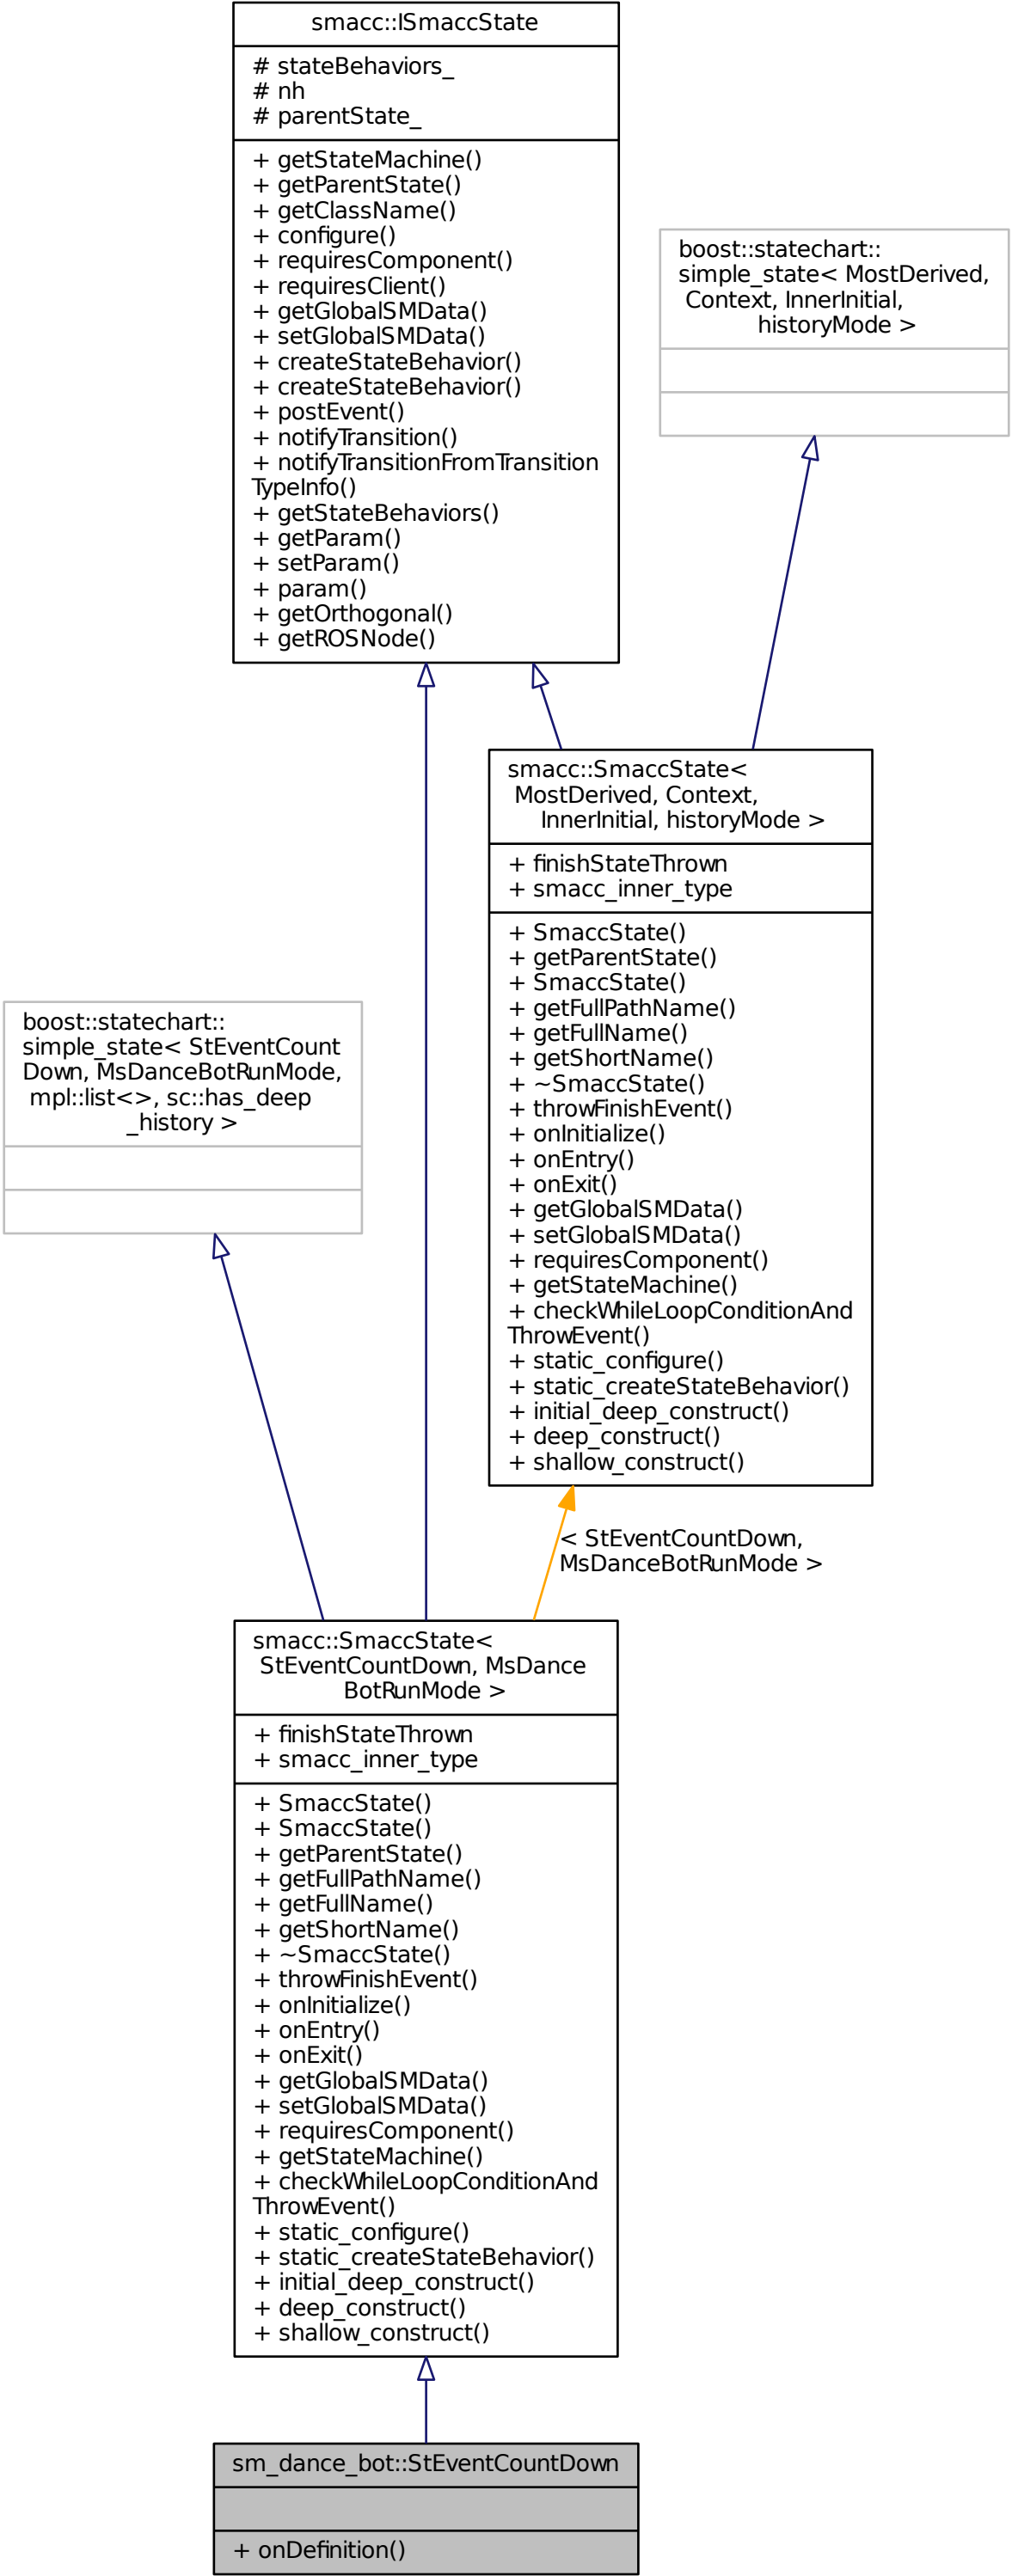 smacc::ISmaccState
# stateBehaviors_
# nh
# parentState_
+ getStateMachine()
+ getParentState()
+ getClassName()
+ configure()
+ requiresComponent()
+ requiresClient()
+ getGlobalSMData()
+ setGlobalSMData()
+ createStateBehavior()
+ createStateBehavior()
+ postEvent()
+ notifyTransition()
+ notifyTransitionFromTransition
TypeInfo()
+ getStateBehaviors()
+ getParam()
+ setParam()
+ param()
+ getOrthogonal()
+ getROSNode()
boost::statechart::
simple_state< MostDerived,
Context, InnerInitial,
historyMode >
smacc::SmaccState<
MostDerived, Context,
InnerInitial, historyMode >
+ finishStateThrown
+ smacc_inner_type
+ SmaccState()
+ getParentState()
+ SmaccState()
+ getFullPathName()
+ getFullName()
+ getShortName()
+ ~SmaccState()
+ throwFinishEvent()
+ onInitialize()
+ onEntry()
+ onExit()
+ getGlobalSMData()
+ setGlobalSMData()
+ requiresComponent()
+ getStateMachine()
+ checkWhileLoopConditionAnd
ThrowEvent()
+ static_configure()
+ static_createStateBehavior()
+ initial_deep_construct()
+ deep_construct()
+ shallow_construct()
boost::statechart::
simple_state< StEventCount
Down, MsDanceBotRunMode,
mpl::list<>, sc::has_deep
_history >
< StEventCountDown,
MsDanceBotRunMode >
smacc::SmaccState<
StEventCountDown, MsDance
BotRunMode >
+ finishStateThrown
+ smacc_inner_type
+ SmaccState()
+ SmaccState()
+ getParentState()
+ getFullPathName()
+ getFullName()
+ getShortName()
+ ~SmaccState()
+ throwFinishEvent()
+ onInitialize()
+ onEntry()
+ onExit()
+ getGlobalSMData()
+ setGlobalSMData()
+ requiresComponent()
+ getStateMachine()
+ checkWhileLoopConditionAnd
ThrowEvent()
+ static_configure()
+ static_createStateBehavior()
+ initial_deep_construct()
+ deep_construct()
+ shallow_construct()
sm_dance_bot::StEventCountDown
+ onDefinition()